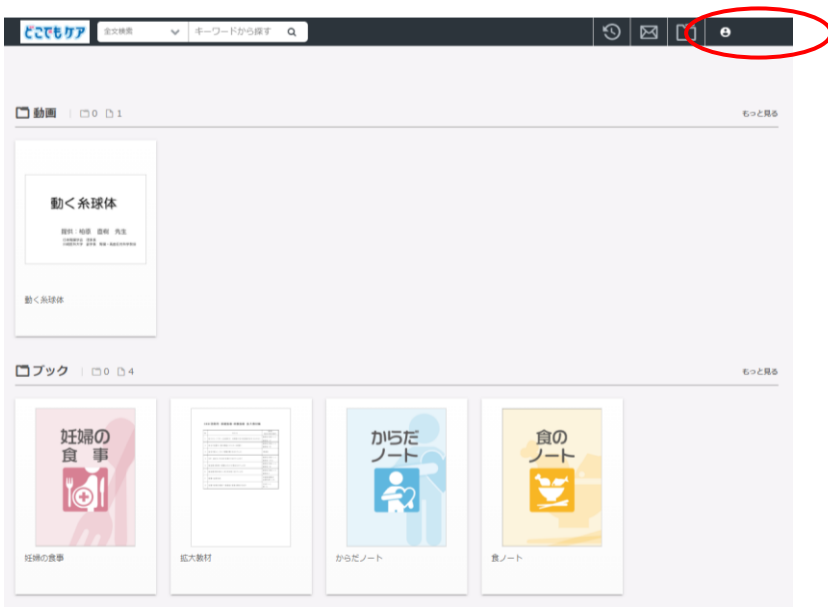 どこでもケア 全文検索 キーワードから探す
動画 0 1 もっと見る
動く糸球体
動く糸球体
ブック 0 4 もっと見る
妊婦の
食事
からだ
ノート
食の
ノート
妊婦の食事 拡大教材 からだノート 食ノート